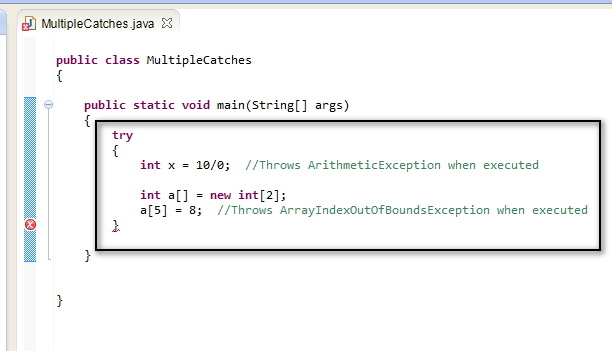 MultipleCatches.java
public class MultipleCatches
{
public static void main(String[] args)
{
try
{
int x = 10/0;  //Throws ArithmeticException when executed
int a[] = new int[2];
a[5] = 8;  //Throws ArrayIndexOutOfBoundsException when executed
}
}
}